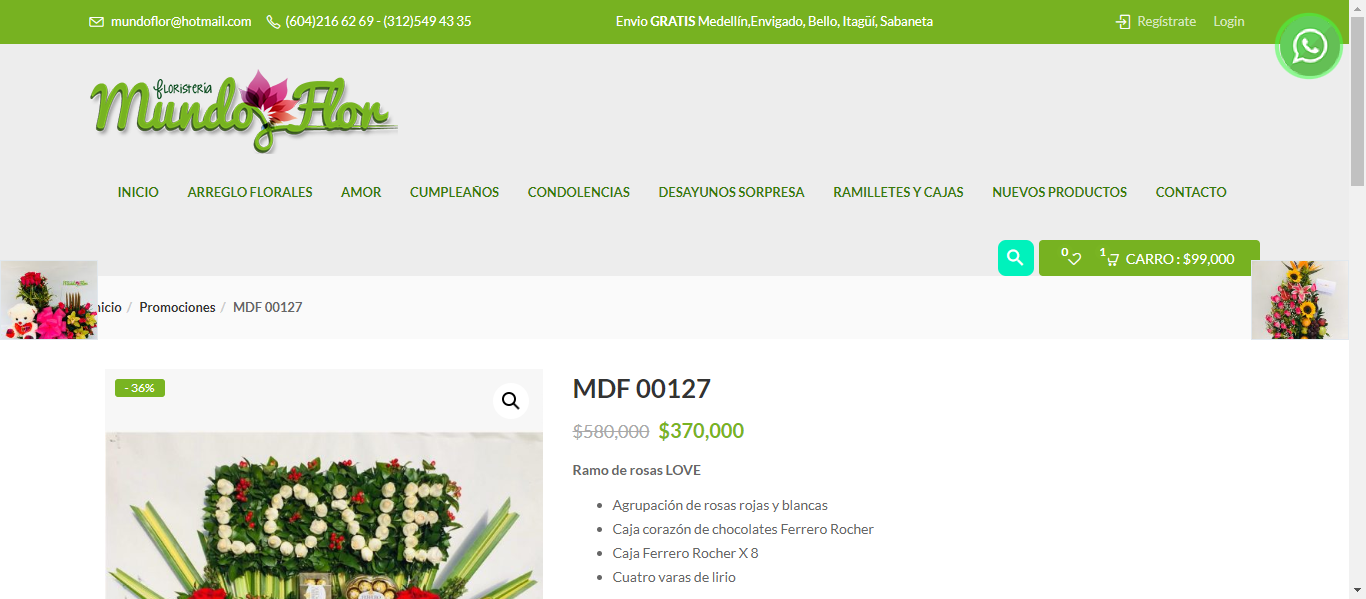 mundoflor@hotmail.com (604)216 62 69 - (312)549 43 35 Envio GRATIS Medellín,Envigado, Bello, Itagüí, Sabaneta Regístrate Login
floristeria
Mundo Flor
INICIO ARREGLO FLORALES AMOR CUMPLEAÑOS CONDOLENCIAS DESAYUNOS SORPRESA RAMILLETES Y CAJAS NUEVOS PRODUCTOS CONTACTO
0 1 CARRO : $99,000
nicio / Promociones / MDF 00127
- 36%
MDF 00127
$580,000 $370,000
Ramo de rosas LOVE
LOVE
• Agrupación de rosas rojas y blancas
• Caja corazón de chocolates Ferrero Rocher
• Caja Ferrero Rocher X 8
• Cuatro varas de lirio